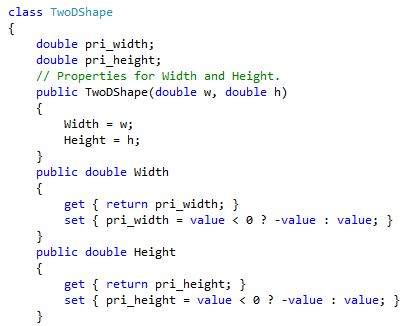 class TwoDShape
{
    double pri_width;
    double pri_height;
    // Properties for Width and Height.
    public TwoDShape(double w, double h)
    {
        Width = w;
        Height = h;
    }
    public double Width
    {
        get { return pri_width; }
        set { pri_width = value < 0 ? -value : value; }
    }
    public double Height
    {
        get { return pri_height; }
        set { pri_height = value < 0 ? -value : value; }
    }